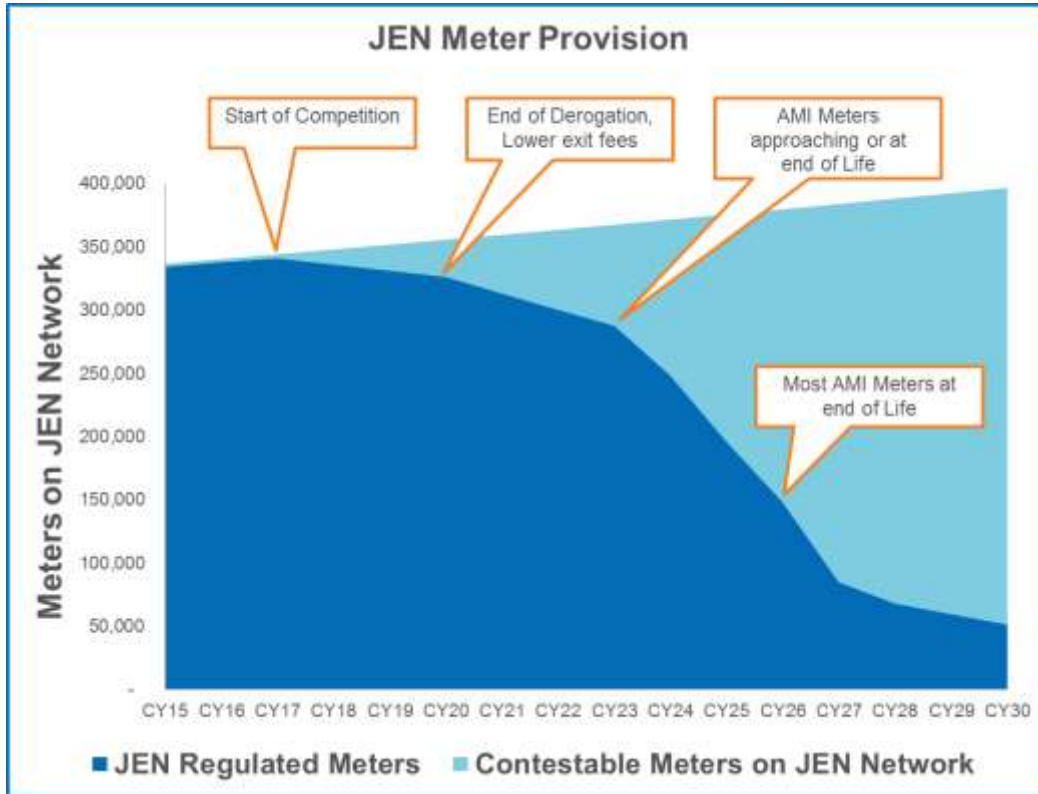 JEN Meter Provision
Start of Competition
End of Derogation,
Lower exit fees
AMI Meters
approaching or at
end of Life
Most AMI Meters at
end of Life
Meters on JEN Network
400,000
350,000
300,000
250,000
200,000
150,000
100,000
50,000
-
CY15 CY16 CY17 CY18 CY19 CY20 CY21 CY22 CY23 CY24 CY25 CY26 CY27 CY28 CY29 CY30
JEN Regulated Meters Contestable Meters on JEN Network